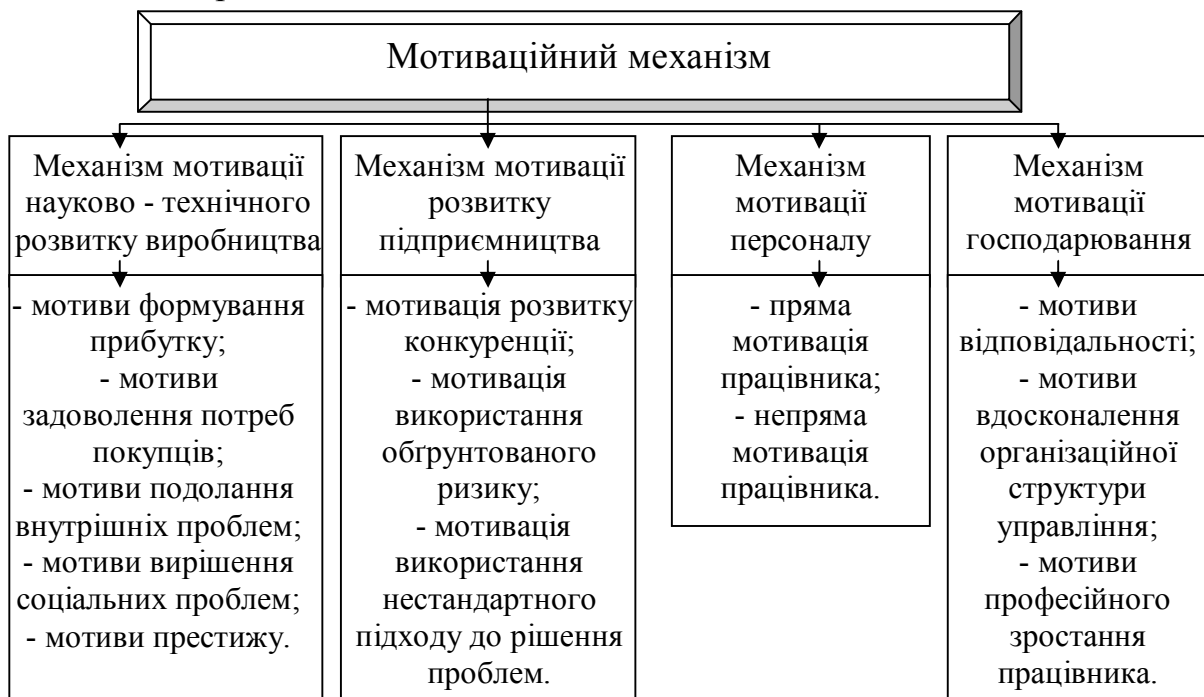 Мотиваційний механізм
Механізм мотивації
науково - технічного
розвитку виробництва
Механізм мотивації
розвитку
підприємництва
Механізм
мотивації
персоналу
Механізм
мотивації
господарювання
- мотиви формування
прибутку;
- мотиви
задоволення потреб
покупців;
- мотиви подолання
внутрішніх проблем;
- мотиви вирішення
соціальних проблем;
- мотиви престижу.
- мотивація розвитку
конкуренції;
- мотивація
використання
обґрунтованого
ризику;
- мотивація
використання
нестандартного
підходу до рішення
проблем.
- пряма
мотивація
працівника;
- непряма
мотивація
працівника.
- мотиви
відповідальності;
- мотиви
вдосконалення
організаційної
структури
управління;
- мотиви
професійного
зростання
працівника.